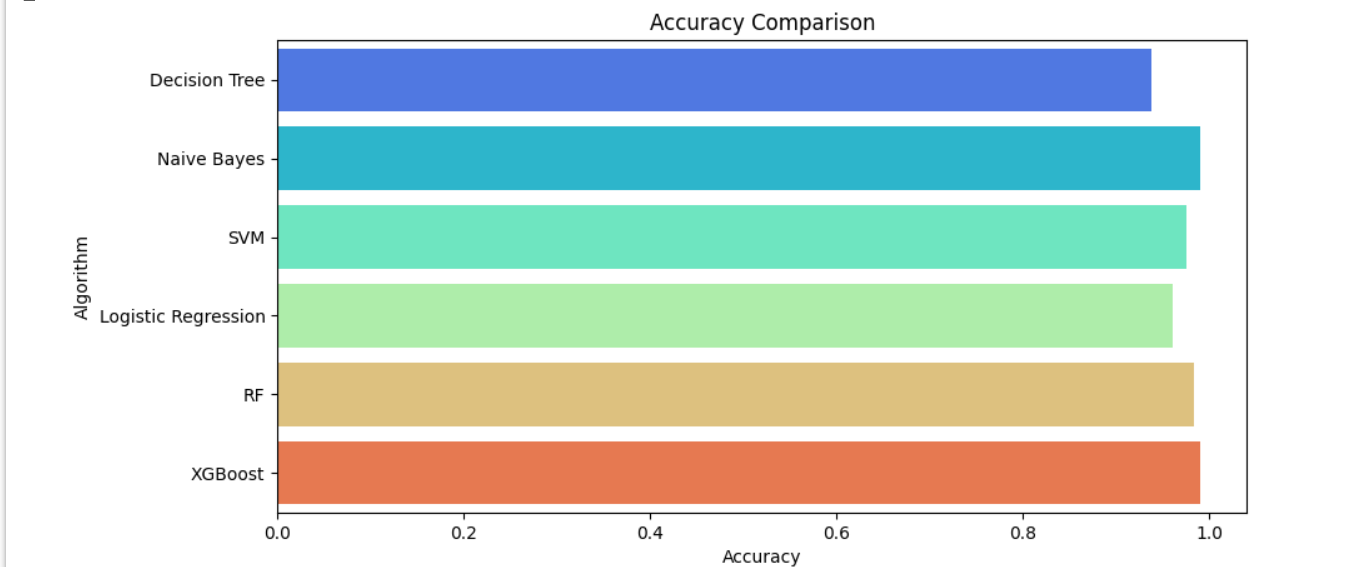 Accuracy Comparison
Decision Tree
Naive Bayes
SVM
Logistic Regression
RF
XGBoost
Algorithm
0.0 0.2 0.4 0.6 0.8 1.0
Accuracy